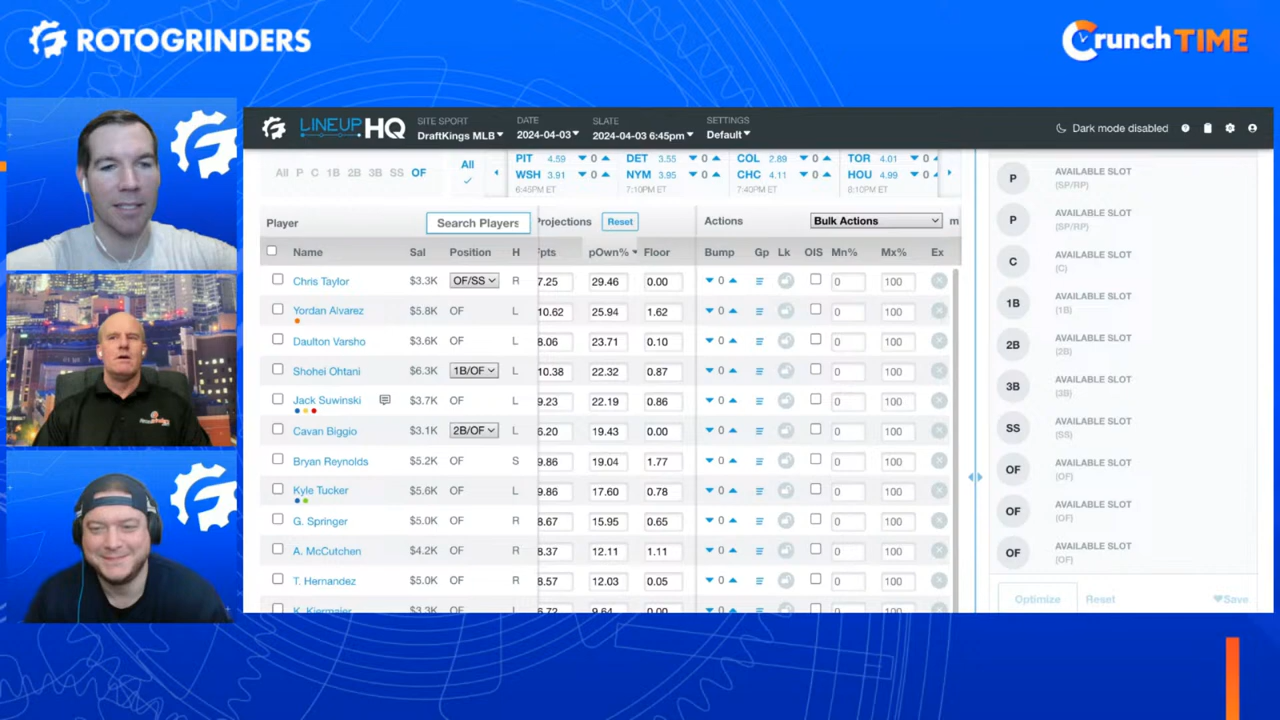 ROTOGRINDERS
CrunchTIME
LINEUPHQ
SITE SPORT
DraftKings MLB
DATE
2024-04-03
SLATE
2024-04-03 6:45pm
SETTINGS
Default
Dark mode disabled
All P C 1B 2B 3B SS OF
All
PIT 4.59 0
WSH 3.91 0
6:45PM ET
DET 3.55 0
NYM 3.95 0
7:10PM ET
COL 2.89 0
CHC 4.11 0
7:40PM ET
TOR 4.01 0
HOU 4.99 0
8:10PM ET
Player Search Players Projections Reset Actions Bulk Actions m
Name Sal Position H Fpts pOwn% Floor Bump Gp Lk OIS Mn% Mx% Ex
Chris Taylor $3.3K OF/SS R 7.25 29.46 0.00 0 0 100
Yordan Alvarez $5.8K OF L 10.62 25.94 1.62 0 0 100
Daulton Varsho $3.6K OF L 8.06 23.71 0.10 0 0 100
Shohei Ohtani $6.3K 1B/OF L 10.38 22.32 0.87 0 0 100
Jack Suwinski $3.7K OF L 9.23 22.19 0.86 0 0 100
Cavan Biggio $3.1K 2B/OF L 6.20 19.43 0.00 0 0 100
Bryan Reynolds $5.2K OF S 9.86 19.04 1.77 0 0 100
Kyle Tucker $5.6K OF L 9.86 17.60 0.78 0 0 100
G. Springer $5.0K OF R 8.67 15.95 0.65 0 0 100
A. McCutchen $4.2K OF R 8.37 12.11 1.11 0 0 100
T. Hernandez $5.0K OF R 8.57 12.03 0.05 0 0 100
K. Kiermaier $3.3K OF L 6.72 9.64 0.00 0 0 100
P AVAILABLE SLOT
(SP/RP)
P AVAILABLE SLOT
(SP/RP)
C AVAILABLE SLOT
(C)
1B AVAILABLE SLOT
(1B)
2B AVAILABLE SLOT
(2B)
3B AVAILABLE SLOT
(3B)
SS AVAILABLE SLOT
(SS)
OF AVAILABLE SLOT
(OF)
OF AVAILABLE SLOT
(OF)
OF AVAILABLE SLOT
(OF)
Optimize Reset Save